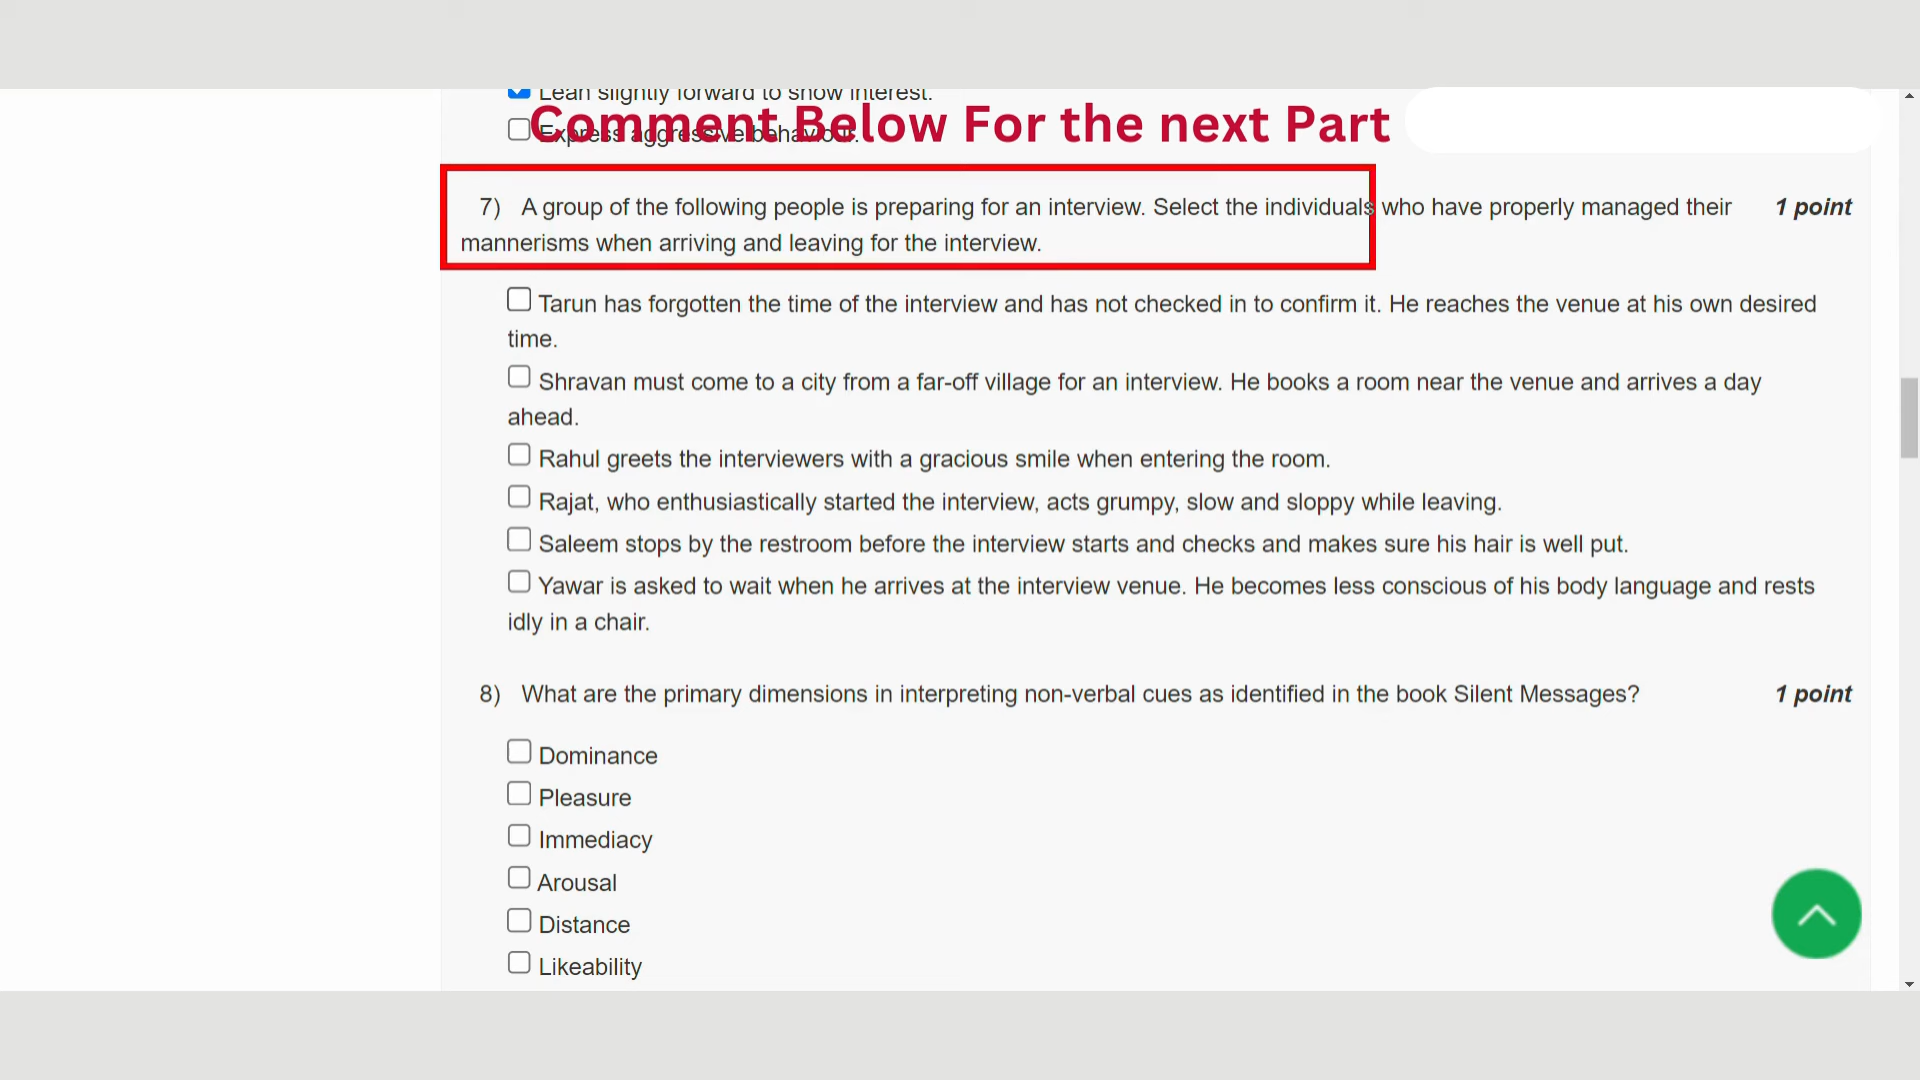 Lean slightly forward to show interest.
Comment Below For the next Part
Express aggressive behaviour.
7) A group of the following people is preparing for an interview. Select the individuals who have properly managed their 1 point
mannerisms when arriving and leaving for the interview.
Tarun has forgotten the time of the interview and has not checked in to confirm it. He reaches the venue at his own desired
time.
Shravan must come to a city from a far-off village for an interview. He books a room near the venue and arrives a day
ahead.
Rahul greets the interviewers with a gracious smile when entering the room.
Rajat, who enthusiastically started the interview, acts grumpy, slow and sloppy while leaving.
Saleem stops by the restroom before the interview starts and checks and makes sure his hair is well put.
Yawar is asked to wait when he arrives at the interview venue. He becomes less conscious of his body language and rests
idly in a chair.
8) What are the primary dimensions in interpreting non-verbal cues as identified in the book Silent Messages? 1 point
Dominance
Pleasure
Immediacy
Arousal
Distance
Likeability